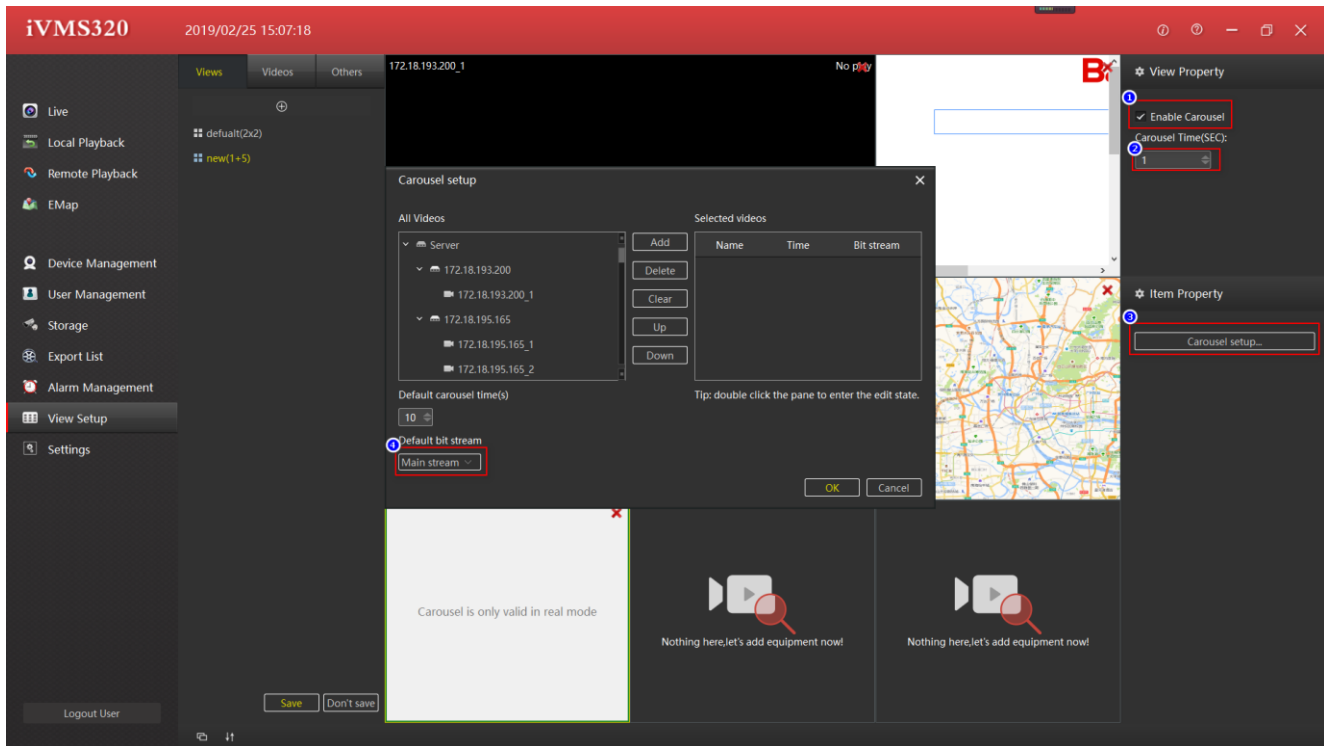 iVMS320
2019/02/25 15:07:18
Live
Local Playback
Remote Playback
EMap
Device Management
User Management
Storage
Export List
Alarm Management
View Setup
Settings
Logout User
Views Videos Others
defualt(2x2)
new(1+5)
Save Don't save
172.18.193.200_1
No play
Carousel setup
All Videos
Server
172.18.193.200
172.18.193.200_1
172.18.195.165
172.18.195.165_1
172.18.195.165_2
Add
Delete
Clear
Up
Down
Selected videos
Name Time Bit stream
Default carousel time(s)
10
Tip: double click the pane to enter the edit state.
4
Default bit stream
Main stream
OK Cancel
Carousel is only valid in real mode
Nothing here,let's add equipment now!
Nothing here,let's add equipment now!
View Property
1
Enable Carousel
Carousel Time(SEC):
2
1
Item Property
3
Carousel setup...